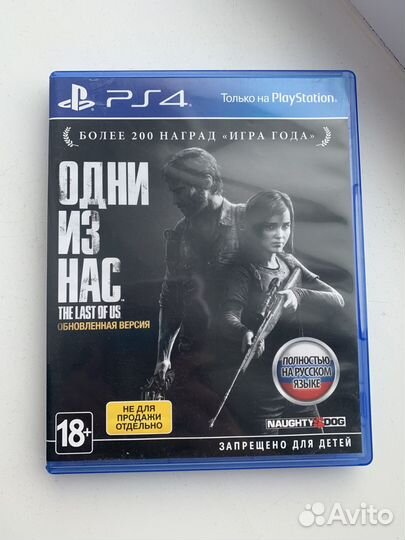 PS4
Только на PlayStation.
БОЛЕЕ 200 НАГРАД «ИГРА ГОДА»
ОДНИ
ИЗ
НАС
THE LAST OF US
ОБНОВЛЕННАЯ ВЕРСИЯ
ПОЛНОСТЬЮ
НА РУССКОМ
ЯЗЫКЕ
НЕ ДЛЯ
ПРОДАЖИ
ОТДЕЛЬНО
18+
NAUGHTY DOG
ЗАПРЕЩЕНО ДЛЯ ДЕТЕЙ
Avito